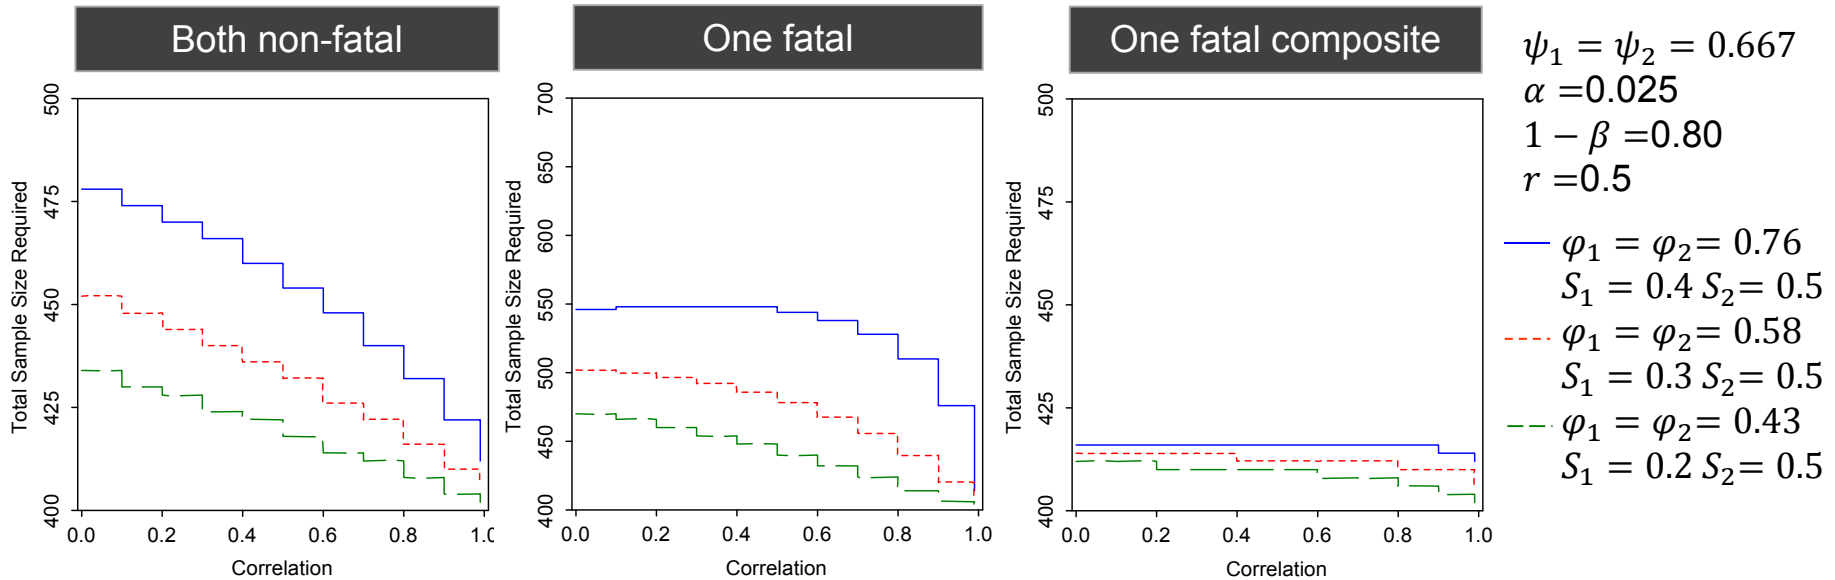 Both non-fatal
One fatal
One fatal composite
Total Sample Size Required
500
475
450
425
400
0.0 0.2 0.4 0.6 0.8 1.0
Correlation
Total Sample Size Required
700
650
600
550
500
450
400
0.0 0.2 0.4 0.6 0.8 1.0
Correlation
Total Sample Size Required
500
475
450
425
400
0.0 0.2 0.4 0.6 0.8 1.0
Correlation
ψ₁ = ψ₂ = 0.667
α =0.025
1 − β =0.80
r =0.5
φ₁ = φ₂= 0.76
S₁ = 0.4 S₂= 0.5
φ₁ = φ₂= 0.58
S₁ = 0.3 S₂= 0.5
φ₁ = φ₂= 0.43
S₁ = 0.2 S₂= 0.5